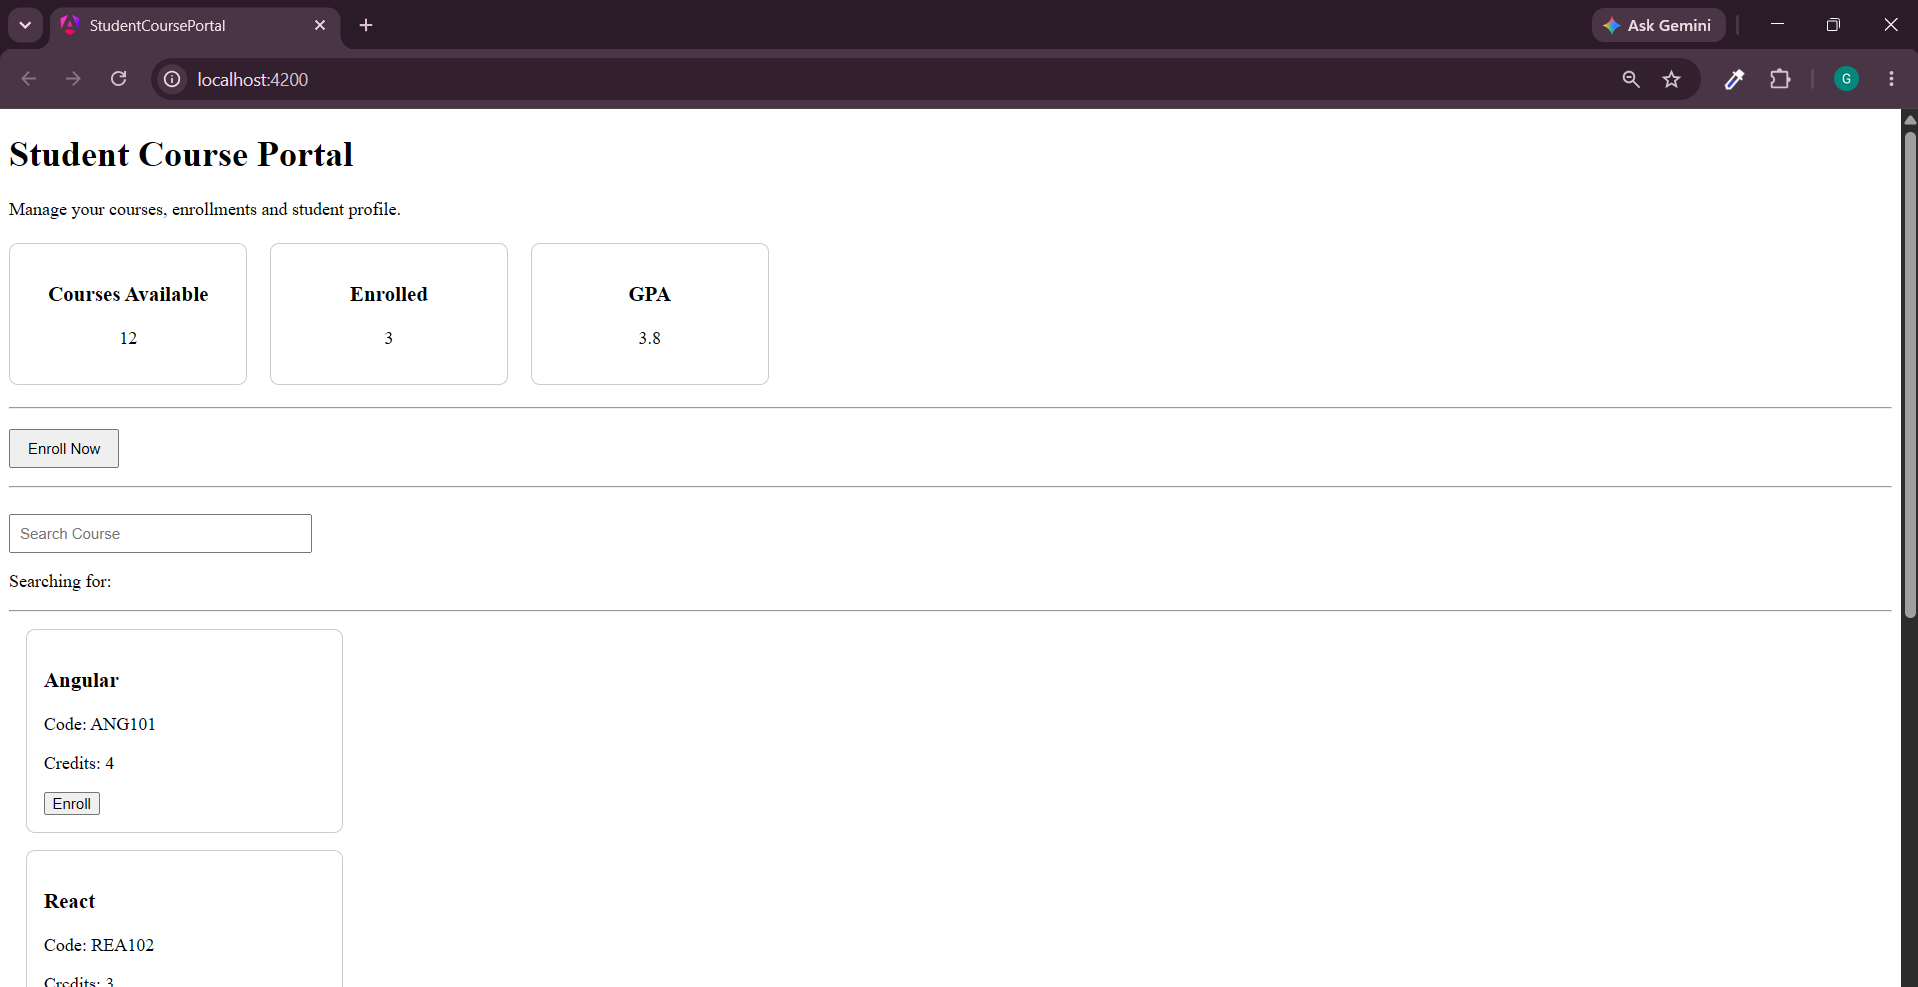 StudentCoursePortal
Ask Gemini
localhost:4200
G
Student Course Portal
Manage your courses, enrollments and student profile.
Courses Available
12
Enrolled
3
GPA
3.8
Enroll Now
Search Course
Searching for:
Angular
Code: ANG101
Credits: 4
Enroll
React
Code: REA102
Credits: 3